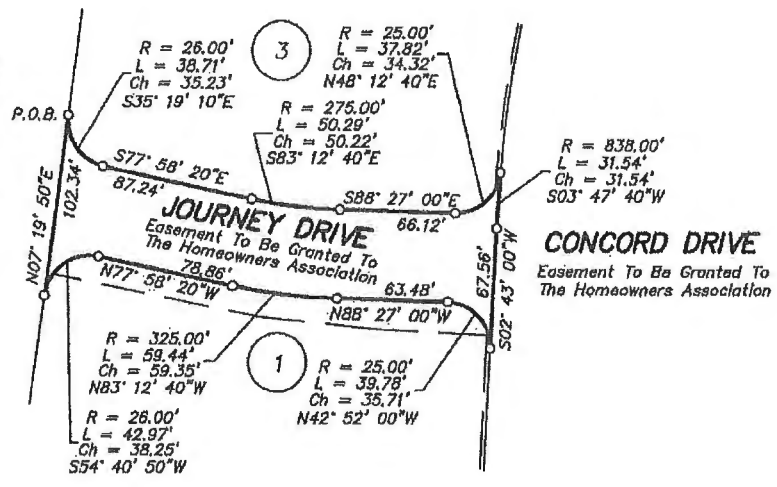 R = 26.00'
L = 38.71'
Ch = 35.23'
S35° 19' 10"E
3
R = 25.00'
L = 37.82'
Ch = 34.32'
N48° 12' 40"E
R = 275.00'
L = 50.29'
Ch = 50.22'
S83° 12' 40"E
P.O.B.
R = 838.00'
L = 31.54'
Ch = 31.54'
S03° 47' 40"W
S77° 58' 20"E
87.24'
S88° 27' 00"E
66.12'
N07° 19' 50"E
102.34'
JOURNEY DRIVE
Easement To Be Granted To
The Homeowners Association
CONCORD DRIVE
Easement To Be Granted To
The Homeowners Association
67.56'
S02° 43' 00"W
78.86'
N77° 58' 20"W
63.48'
N88° 27' 00"W
R = 325.00'
L = 59.44'
Ch = 59.35'
N83° 12' 40"W
1
R = 25.00'
L = 39.78'
Ch = 35.71'
N42° 52' 00"W
R = 26.00'
L = 42.97'
Ch = 38.25'
S54° 40' 50"W